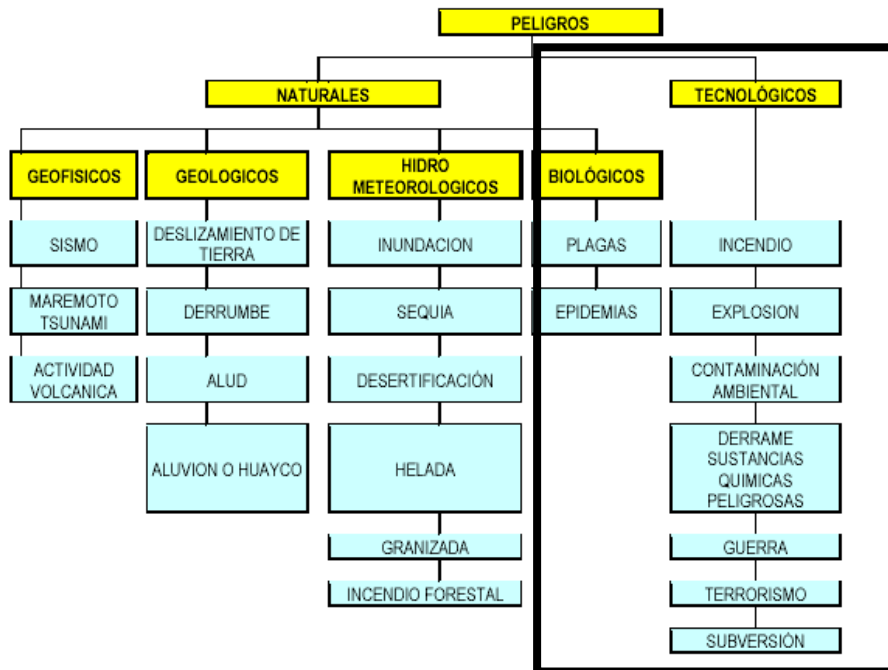 PELIGROS
NATURALES
TECNOLÓGICOS
GEOFISICOS
GEOLOGICOS
HIDRO
METEOROLOGICOS
BIOLÓGICOS
SISMO
DESLIZAMIENTO DE
TIERRA
INUNDACION
PLAGAS
INCENDIO
MAREMOTO
TSUNAMI
DERRUMBE
SEQUIA
EPIDEMIAS
EXPLOSION
ACTIVIDAD
VOLCANICA
ALUD
DESERTIFICACIÓN
CONTAMINACIÓN
AMBIENTAL
ALUVION O HUAYCO
HELADA
DERRAME
SUSTANCIAS
QUIMICAS
PELIGROSAS
GRANIZADA
GUERRA
INCENDIO FORESTAL
TERRORISMO
SUBVERSIÓN